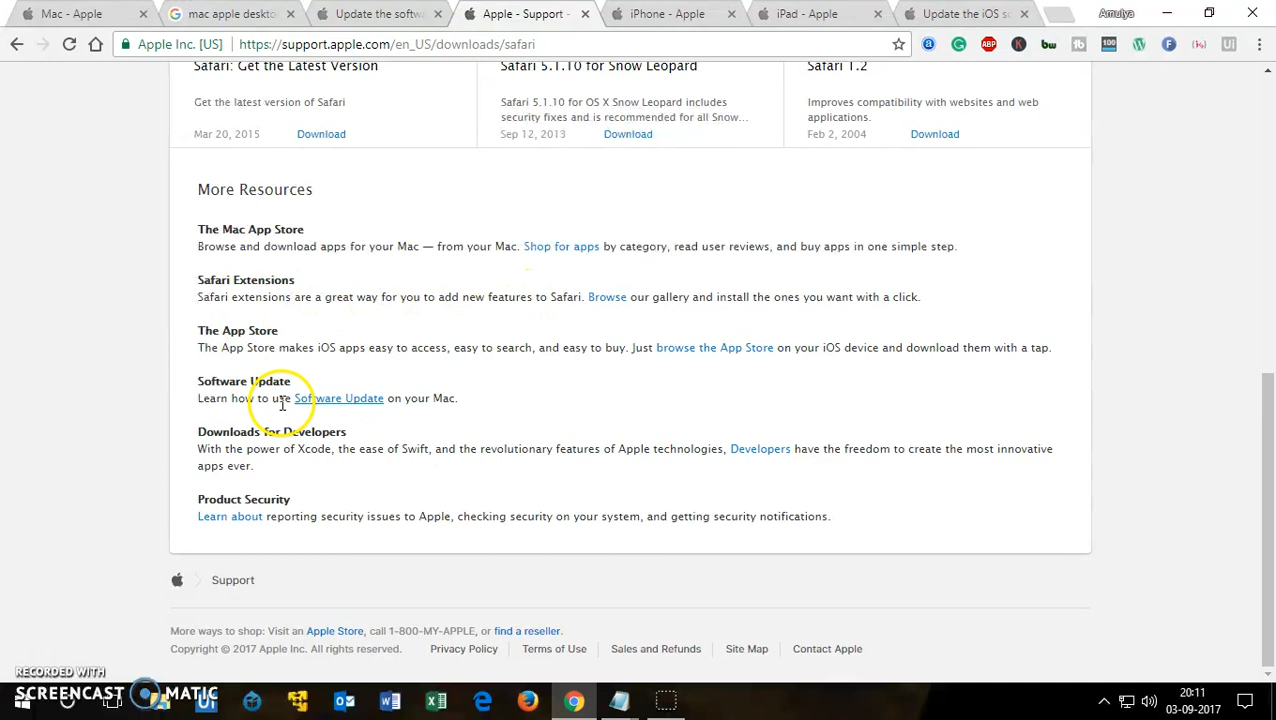 Mac - Apple
mac apple deskto
Update the softw
Apple - Support -
iPhone - Apple
iPad - Apple
Update the iOS so
Amulya
Apple Inc. [US]
https://support.apple.com/en_US/downloads/safari
Safari: Get the Latest Version
Safari 5.1.10 for Snow Leopard
Safari 1.2
Get the latest version of Safari
Safari 5.1.10 for OS X Snow Leopard includes
security fixes and is recommended for all Snow...
Improves compatibility with websites and web
applications.
Mar 20, 2015 Download
Sep 12, 2013 Download
Feb 2, 2004 Download
More Resources
The Mac App Store
Browse and download apps for your Mac — from your Mac. Shop for apps by category, read user reviews, and buy apps in one simple step.
Safari Extensions
Safari extensions are a great way for you to add new features to Safari. Browse our gallery and install the ones you want with a click.
The App Store
The App Store makes iOS apps easy to access, easy to search, and easy to buy. Just browse the App Store on your iOS device and download them with a tap.
Software Update
Learn how to use Software Update on your Mac.
Downloads for Developers
With the power of Xcode, the ease of Swift, and the revolutionary features of Apple technologies, Developers have the freedom to create the most innovative
apps ever.
Product Security
Learn about reporting security issues to Apple, checking security on your system, and getting security notifications.
Support
More ways to shop: Visit an Apple Store, call 1-800-MY-APPLE, or find a reseller.
Copyright © 2017 Apple Inc. All rights reserved. Privacy Policy | Terms of Use | Sales and Refunds | Site Map | Contact Apple
RECORDED WITH
SCREENCAST MATIC
20:11
03-09-2017